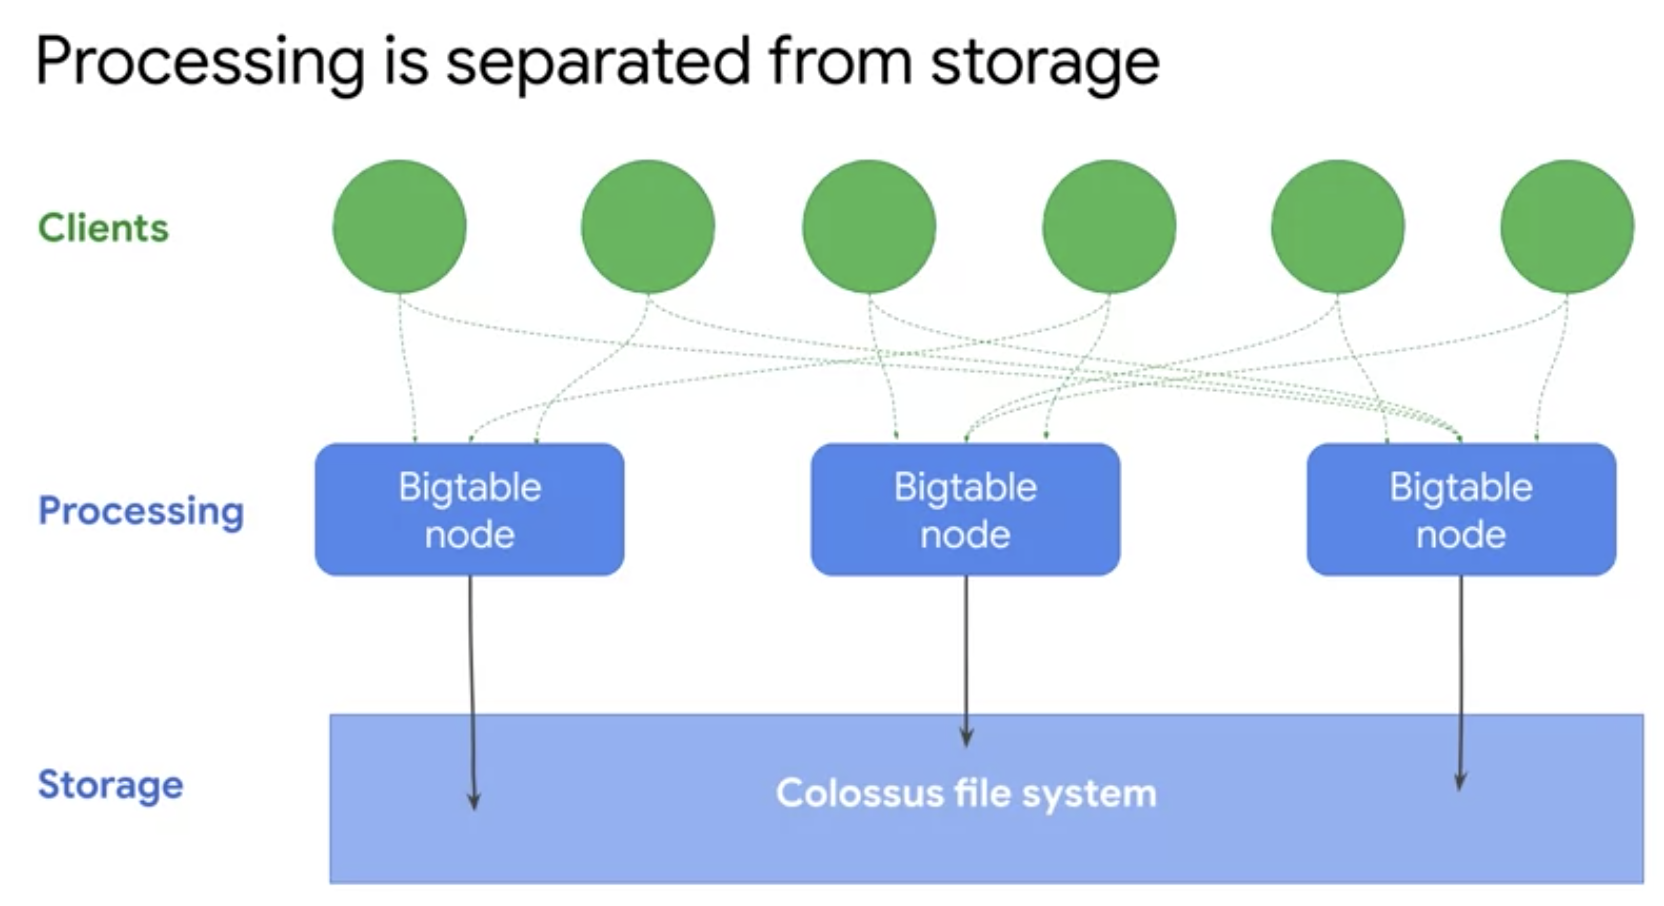 Processing is separated from storage
Clients
Processing
Bigtable
node
Bigtable
node
Bigtable
node
Storage
Colossus file system